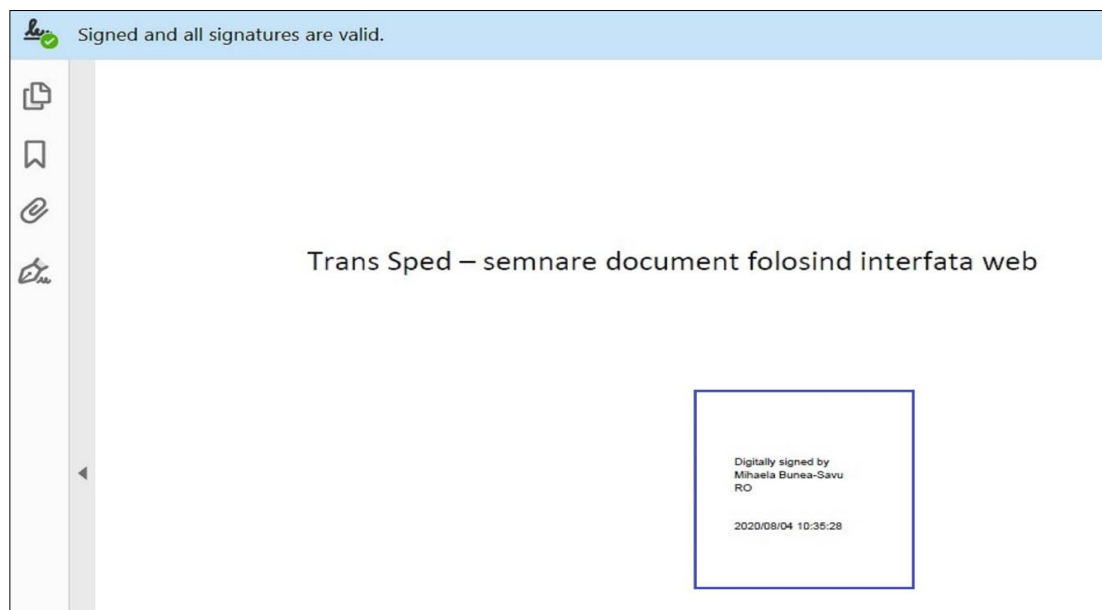 Signed and all signatures are valid.
Trans Sped – semnare document folosind interfata web
Digitally signed by
Mihaela Bunea-Savu
RO
2020/08/04 10:35:28